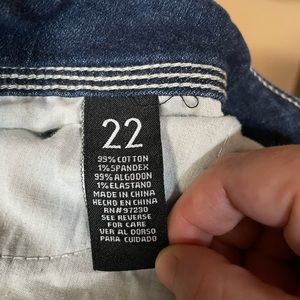 22
99% COTTON
1% SPANDEX
99% ALGODON
1% ELASTANO
MADE IN CHINA
HECHO EN CHINA
RN# 97230
SEE REVERSE
FOR CARE
VER AL DORSO
PARA CUIDADO